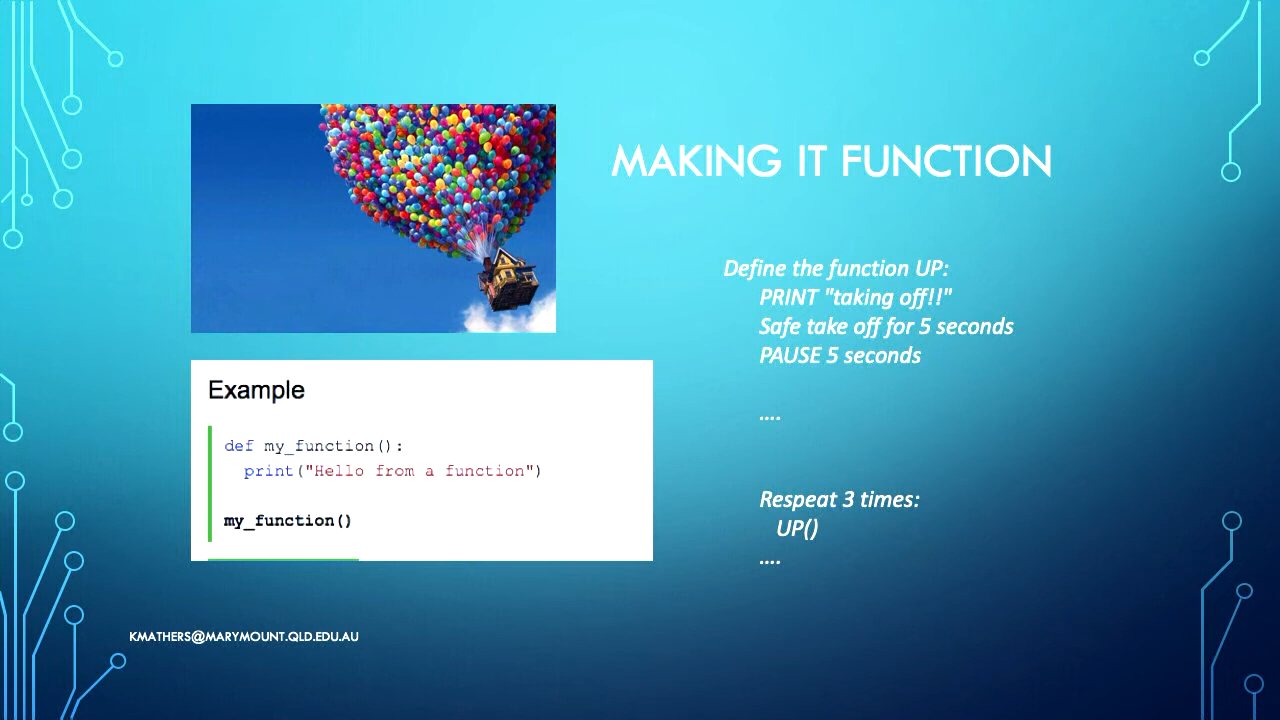 MAKING IT FUNCTION
Define the function UP:
PRINT "taking off!!"
Safe take off for 5 seconds
PAUSE 5 seconds
....
Respeat 3 times:
UP()
....
Example
def my_function():
print("Hello from a function")
my_function()
KMATHERS@MARYMOUNT.QLD.EDU.AU